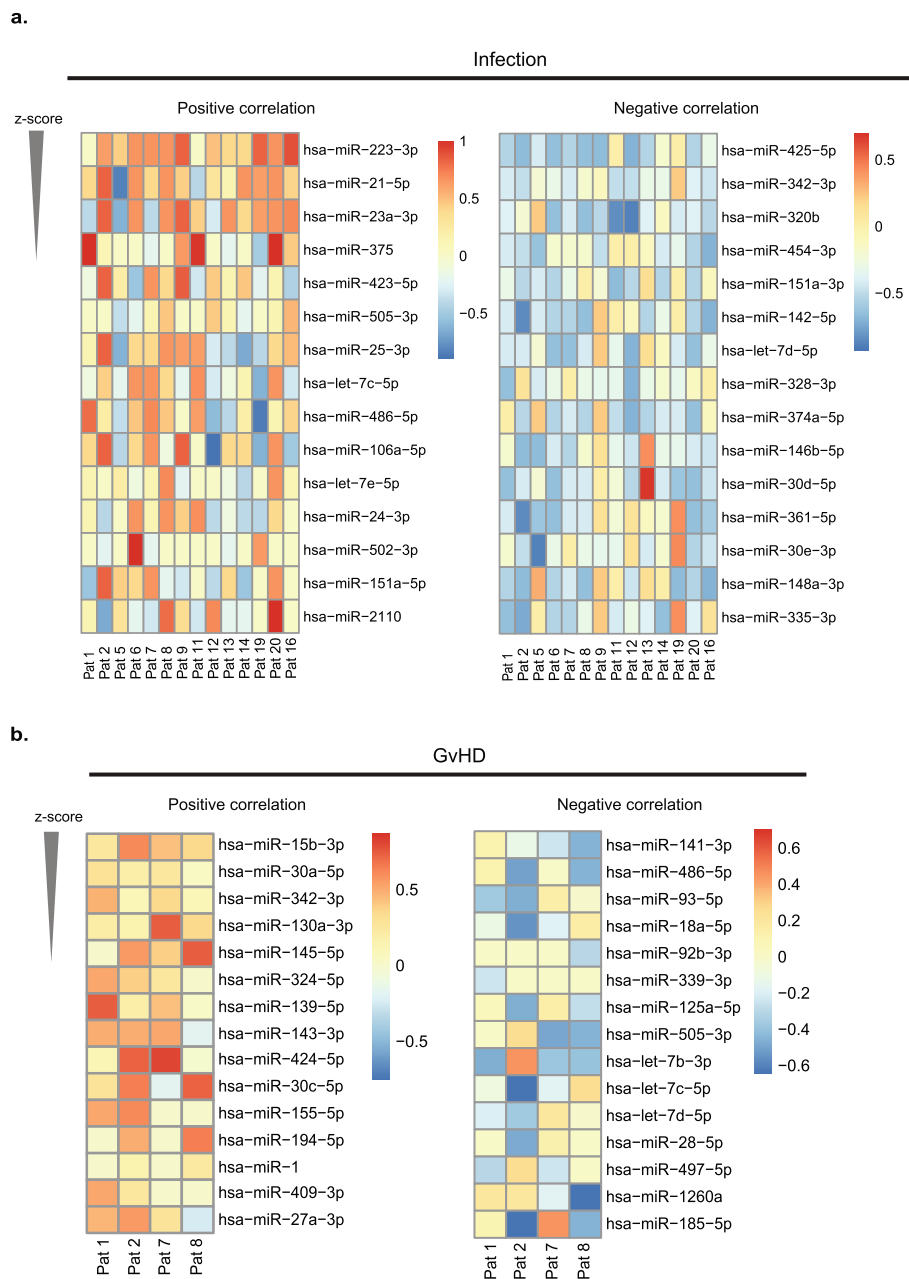 a.
Infection
Positive correlation
Negative correlation
z−score
hsa−miR−223−3p
hsa−miR−21−5p
hsa−miR−23a−3p
hsa−miR−375
hsa−miR−423−5p
hsa−miR−505−3p
hsa−miR−25−3p
hsa−let−7c−5p
hsa−miR−486−5p
hsa−miR−106a−5p
hsa−let−7e−5p
hsa−miR−24−3p
hsa−miR−502−3p
hsa−miR−151a−5p
hsa−miR−2110
1
0.5
0
−0.5
Pat 1 Pat 2 Pat 5 Pat 6 Pat 7 Pat 8 Pat 9 Pat 11 Pat 12 Pat 13 Pat 14 Pat 19 Pat 20 Pat 16
hsa−miR−425−5p
hsa−miR−342−3p
hsa−miR−320b
hsa−miR−454−3p
hsa−miR−151a−3p
hsa−miR−142−5p
hsa−let−7d−5p
hsa−miR−328−3p
hsa−miR−374a−5p
hsa−miR−146b−5p
hsa−miR−30d−5p
hsa−miR−361−5p
hsa−miR−30e−3p
hsa−miR−148a−3p
hsa−miR−335−3p
0.5
0
−0.5
Pat 1 Pat 2 Pat 5 Pat 6 Pat 7 Pat 8 Pat 9 Pat 11 Pat 12 Pat 13 Pat 14 Pat 19 Pat 20 Pat 16
b.
GvHD
Positive correlation
Negative correlation
z−score
hsa−miR−15b−3p
hsa−miR−30a−5p
hsa−miR−342−3p
hsa−miR−130a−3p
hsa−miR−145−5p
hsa−miR−324−5p
hsa−miR−139−5p
hsa−miR−143−3p
hsa−miR−424−5p
hsa−miR−30c−5p
hsa−miR−155−5p
hsa−miR−194−5p
hsa−miR−1
hsa−miR−409−3p
hsa−miR−27a−3p
0.5
0
−0.5
Pat 1 Pat 2 Pat 7 Pat 8
hsa−miR−141−3p
hsa−miR−486−5p
hsa−miR−93−5p
hsa−miR−18a−5p
hsa−miR−92b−3p
hsa−miR−339−3p
hsa−miR−125a−5p
hsa−miR−505−3p
hsa−let−7b−3p
hsa−let−7c−5p
hsa−let−7d−5p
hsa−miR−28−5p
hsa−miR−497−5p
hsa−miR−1260a
hsa−miR−185−5p
0.6
0.4
0.2
0
−0.2
−0.4
−0.6
Pat 1 Pat 2 Pat 7 Pat 8